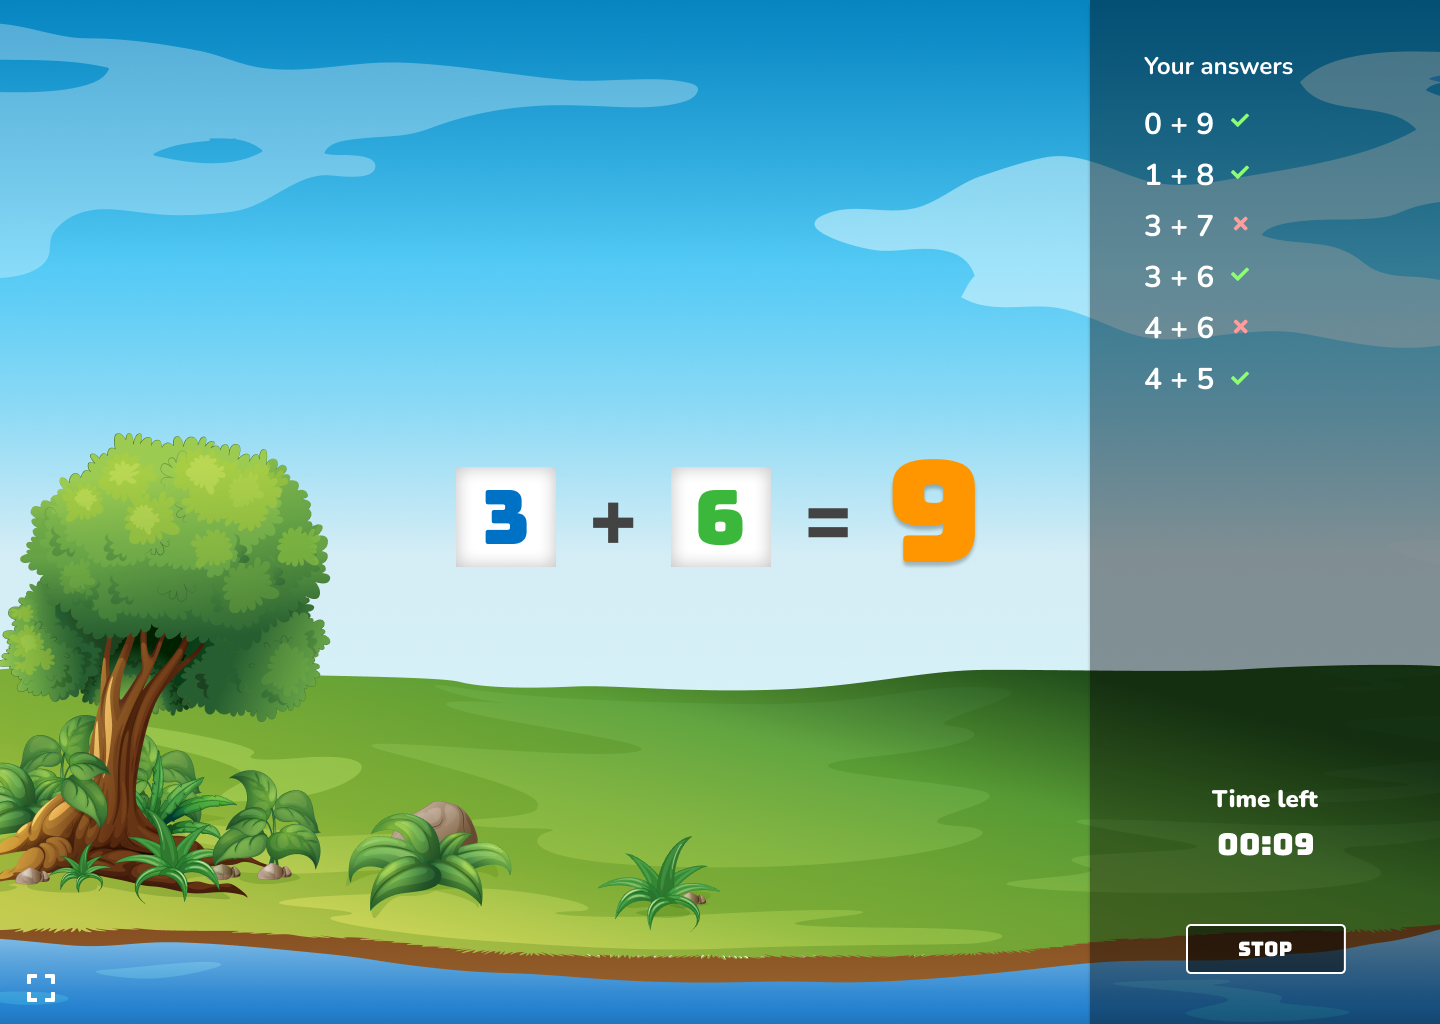 Your answers
0 + 9
1 + 8
3 + 7
3 + 6
4 + 6
4 + 5
3 + 6 = 9
Time left
00:09
STOP